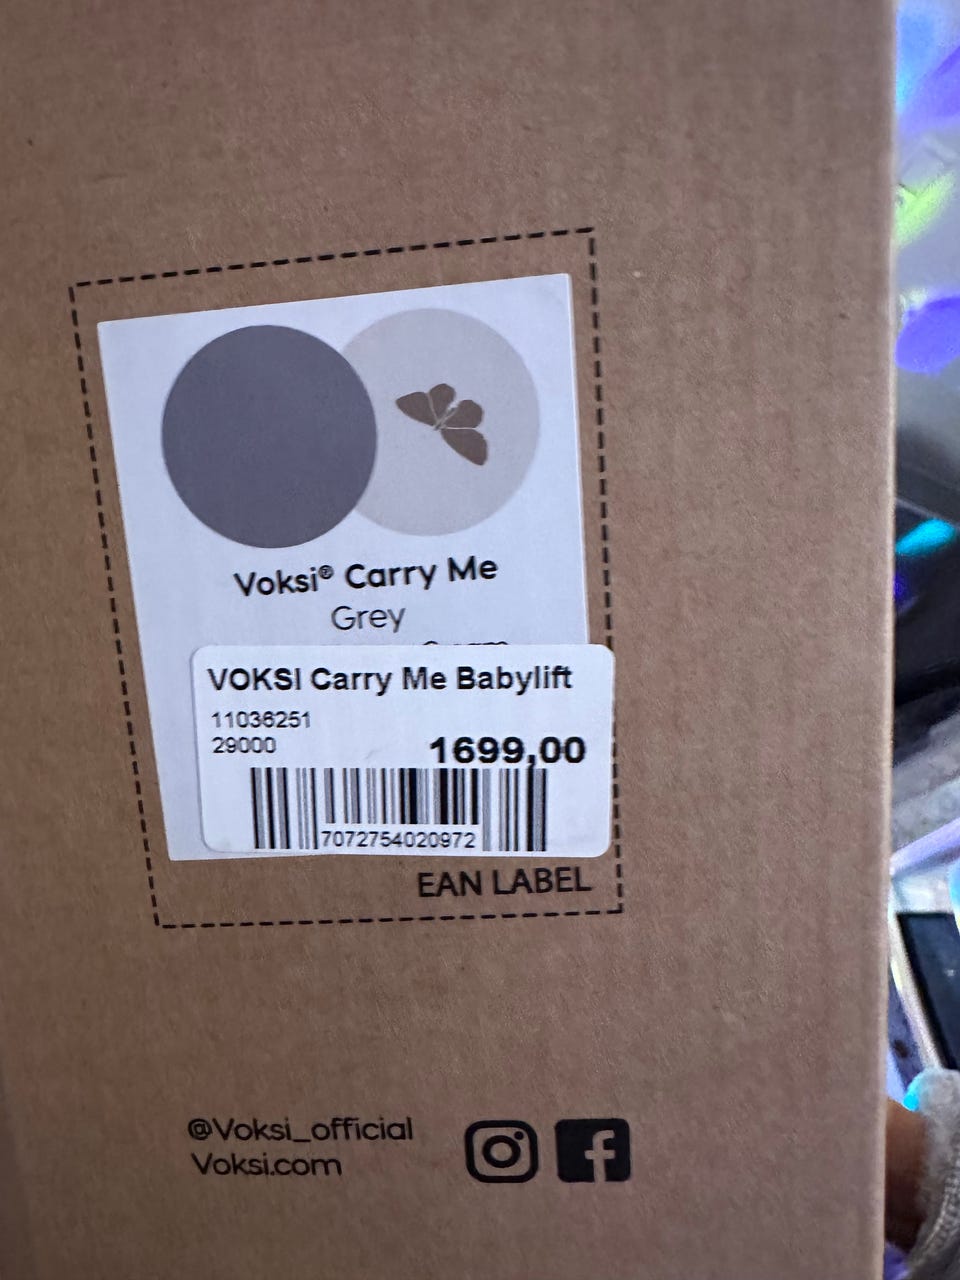 Voksi® Carry Me
Grey
VOKSI Carry Me Babylift
11036251
29000
1699,00
7072754020972
EAN LABEL
@Voksi_official
Voksi.com